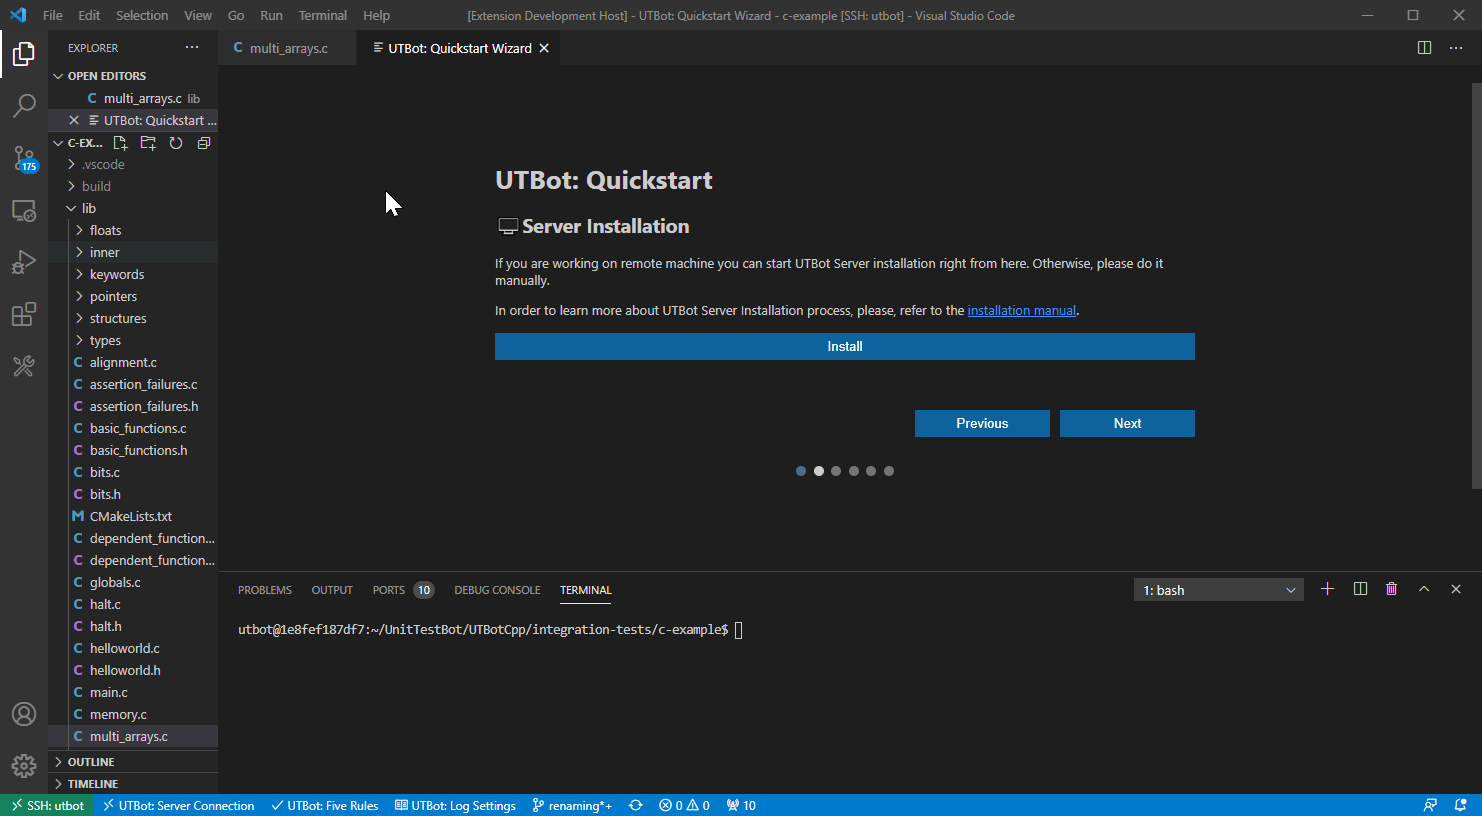 File Edit Selection View Go Run Terminal Help [Extension Development Host] - UTBot: Quickstart Wizard - c-example [SSH: utbot] - Visual Studio Code
EXPLORER
OPEN EDITORS
multi_arrays.c lib
UTBot: Quickstart ...
C-EX...
.vscode
build
lib
floats
inner
keywords
pointers
structures
types
C alignment.c
C assertion_failures.c
C assertion_failures.h
C basic_functions.c
C basic_functions.h
C bits.c
C bits.h
M CMakeLists.txt
C dependent_function...
C dependent_function...
C globals.c
C halt.c
C halt.h
C helloworld.c
C helloworld.h
C main.c
C memory.c
C multi_arrays.c
OUTLINE
TIMELINE
175
C multi_arrays.c
UTBot: Quickstart Wizard
UTBot: Quickstart
Server Installation
If you are working on remote machine you can start UTBot Server installation right from here. Otherwise, please do it
manually.
In order to learn more about UTBot Server Installation process, please, refer to the installation manual.
Install
Previous Next
PROBLEMS OUTPUT PORTS 10 DEBUG CONSOLE TERMINAL 1: bash
utbot@1e8fef187df7:~/UnitTestBot/UTBotCpp/integration-tests/c-example$
SSH: utbot UTBot: Server Connection UTBot: Five Rules UTBot: Log Settings renaming*+ 0 0 10